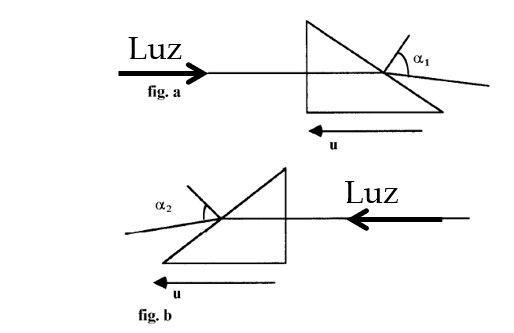 Luz
α₁
fig. a
u
Luz
α₂
u
fig. b